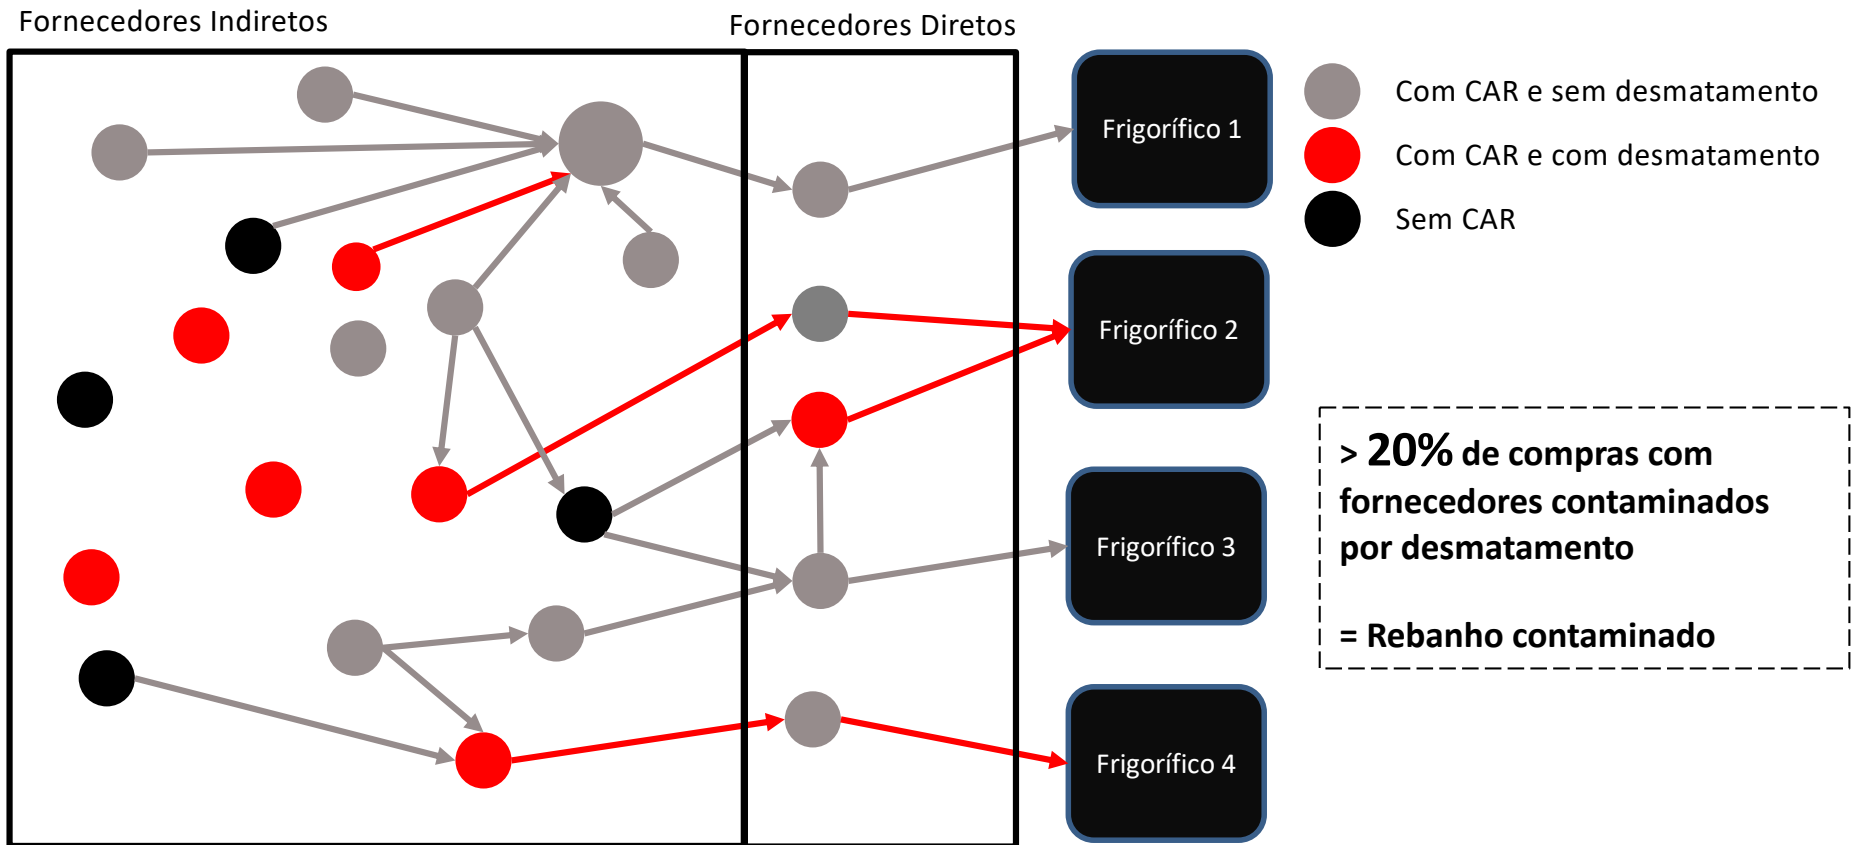 Fornecedores Indiretos
Fornecedores Diretos
Frigorífico 1
Frigorífico 2
Frigorífico 3
Frigorífico 4
Com CAR e sem desmatamento
Com CAR e com desmatamento
Sem CAR
> 20% de compras com
fornecedores contaminados
por desmatamento
= Rebanho contaminado